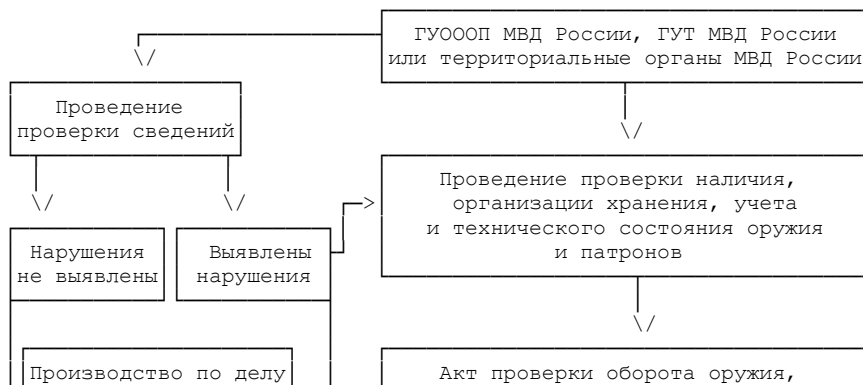 ГУОООП МВД России, ГУТ МВД России
или территориальные органы МВД России
Проведение
проверки сведений
Проведение проверки наличия,
организации хранения, учета
и технического состояния оружия
и патронов
Нарушения
не выявлены
Выявлены
нарушения
Производство по делу
Акт проверки оборота оружия,